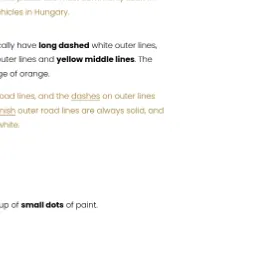 hicles in Hungary.
cally have long dashed white outer lines,
outer lines and yellow middle lines. The
ge of orange.
oad lines, and the dashes on outer lines
nish outer road lines are always solid, and
white.
up of small dots of paint.